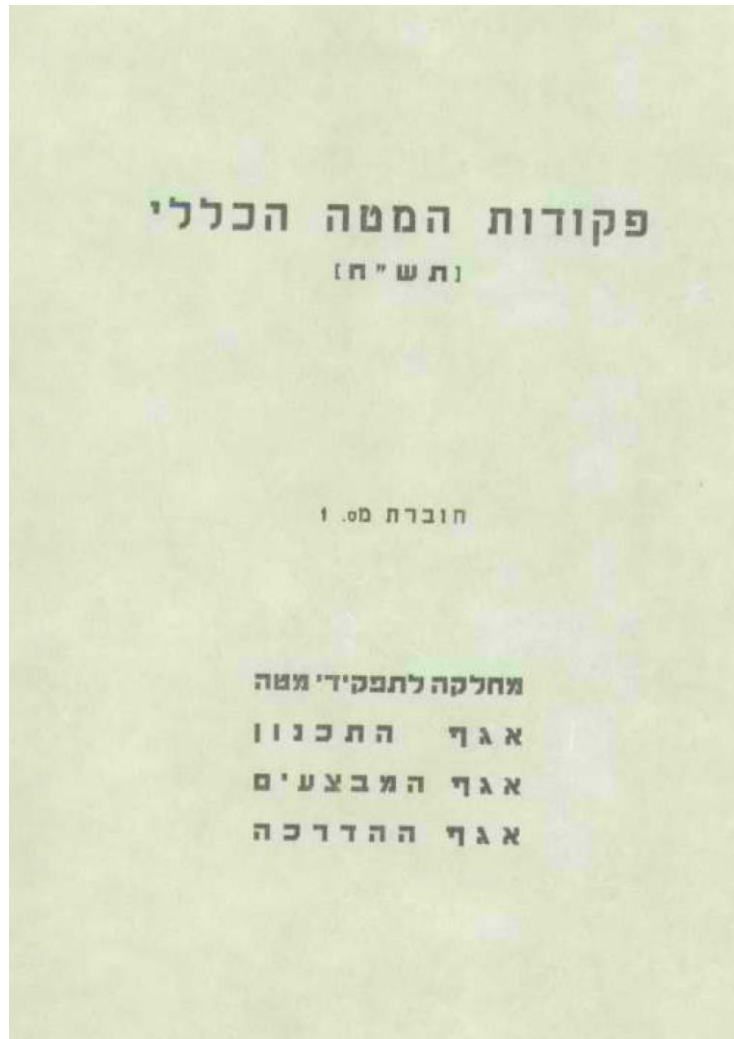 פקודות המטה הכללי
[תש"ח]
חוברת מס. 1
מחלקה לתפקידי מטה
אגף התכנון
אגף המבצעים
אגף ההדרכה